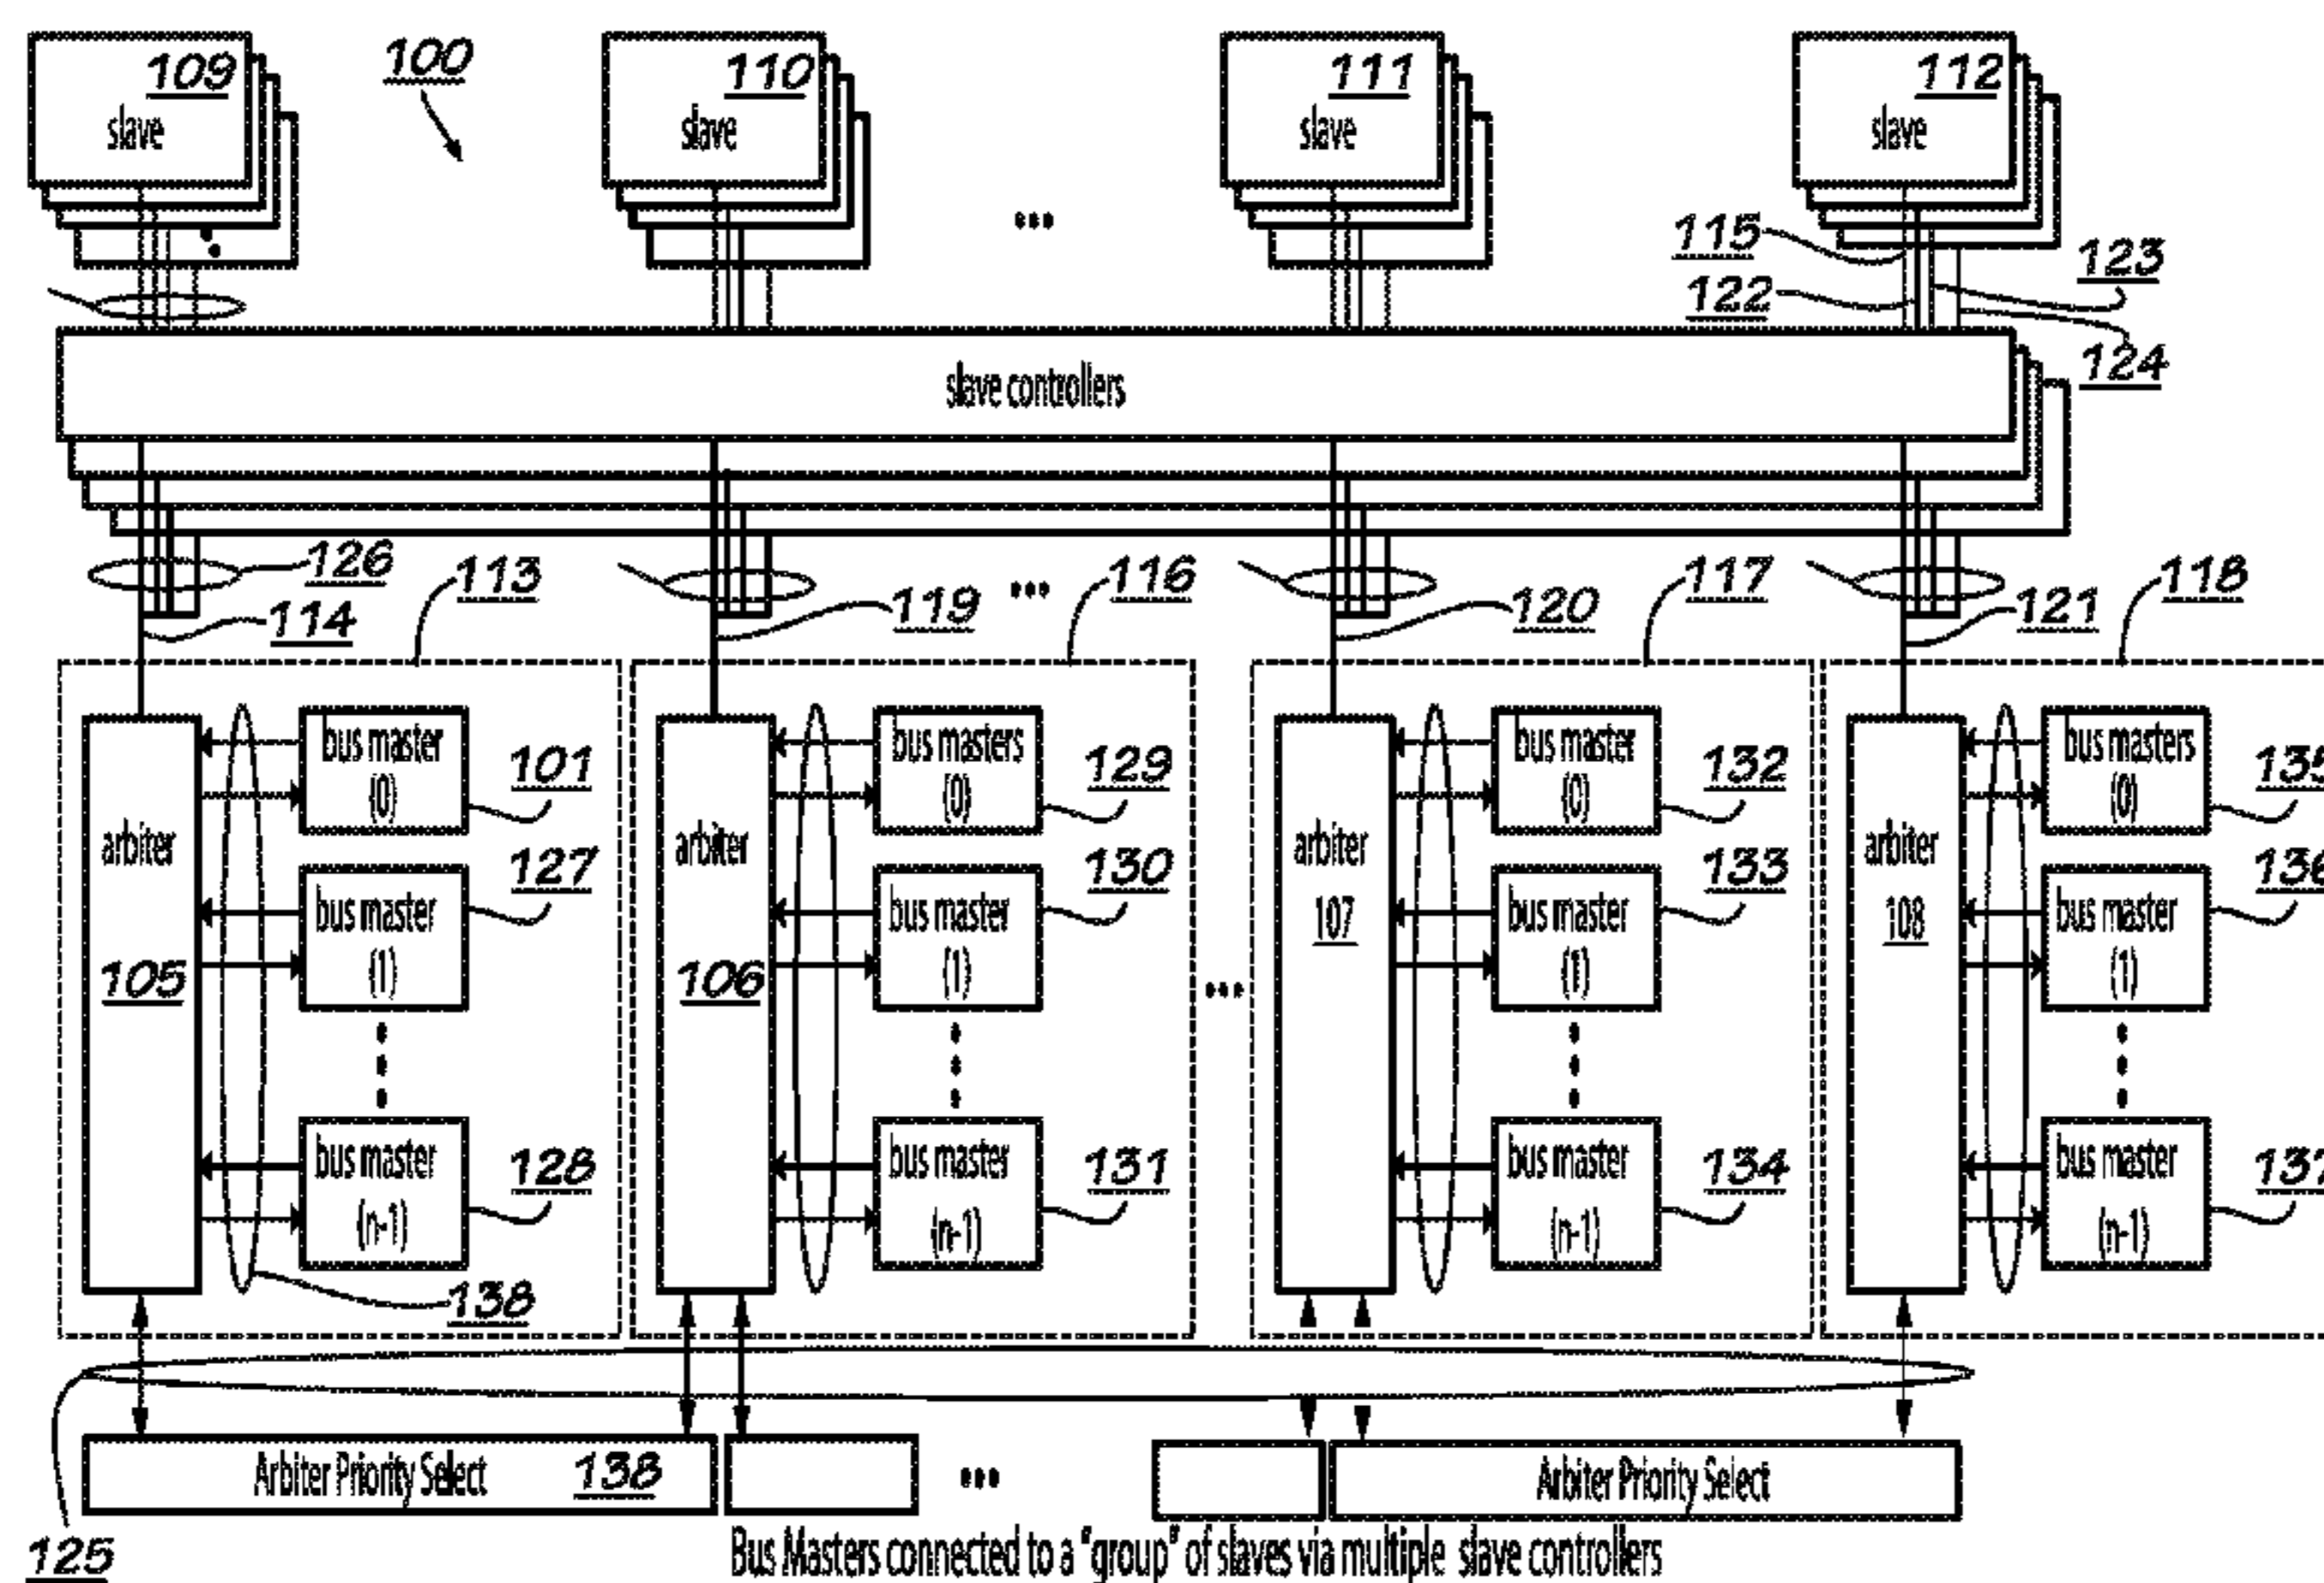 109 100 110 111 112
slave slave slave slave
...
115 123
122
124
slave controllers
126 113 ... 116 117 118
114 119 120 121
bus master bus masters bus master bus masters
(0) 101 (0) 129 (0) 132 (0) 135
arbiter arbiter arbiter arbiter
127 130 133 136
bus master bus master 107 bus master 108 bus master
105 (1) 106 (1) ... (1) (1)
bus master 128 bus master 131 bus master 134 bus master 137
(n-1) (n-1) (n-1) (n-1)
138
Arbiter Priority Select 138 ... Arbiter Priority Select
125 Bus Masters connected to a "group" of slaves via multiple slave controllers